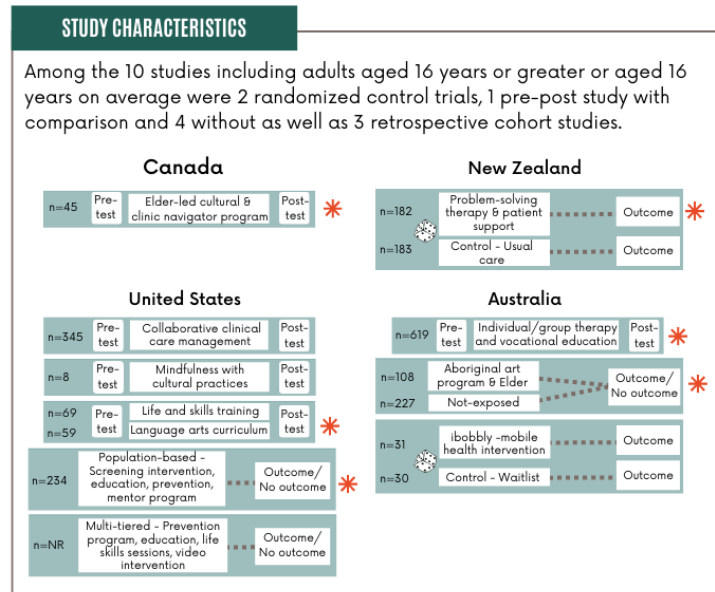 STUDY CHARACTERISTICS
Among the 10 studies including adults aged 16 years or greater or aged 16
years on average were 2 randomized control trials, 1 pre-post study with
comparison and 4 without as well as 3 retrospective cohort studies.
Canada
n=45
Pre-
test
Elder-led cultural &
clinic navigator program
Post-
test
New Zealand
n=182
Problem-solving
therapy & patient
support
Outcome
n=183
Control - Usual
care
Outcome
United States
n=345
Pre-
test
Collaborative clinical
care management
Post-
test
n=8
Pre-
test
Mindfulness with
cultural practices
Post-
test
n=69
n=59
Pre-
test
Life and skills training
Language arts curriculum
Post-
test
n=234
Population-based -
Screening intervention,
education, prevention,
mentor program
Outcome/
No outcome
n=NR
Multi-tiered - Prevention
program, education, life
skills sessions, video
intervention
Outcome/
No outcome
Australia
n=619
Pre-
test
Individual/group therapy
and vocational education
Post-
test
n=108
Aboriginal art
program & Elder
n=227
Not-exposed
Outcome/
No outcome
n=31
ibobbly -mobile
health intervention
Outcome
n=30
Control - Waitlist
Outcome